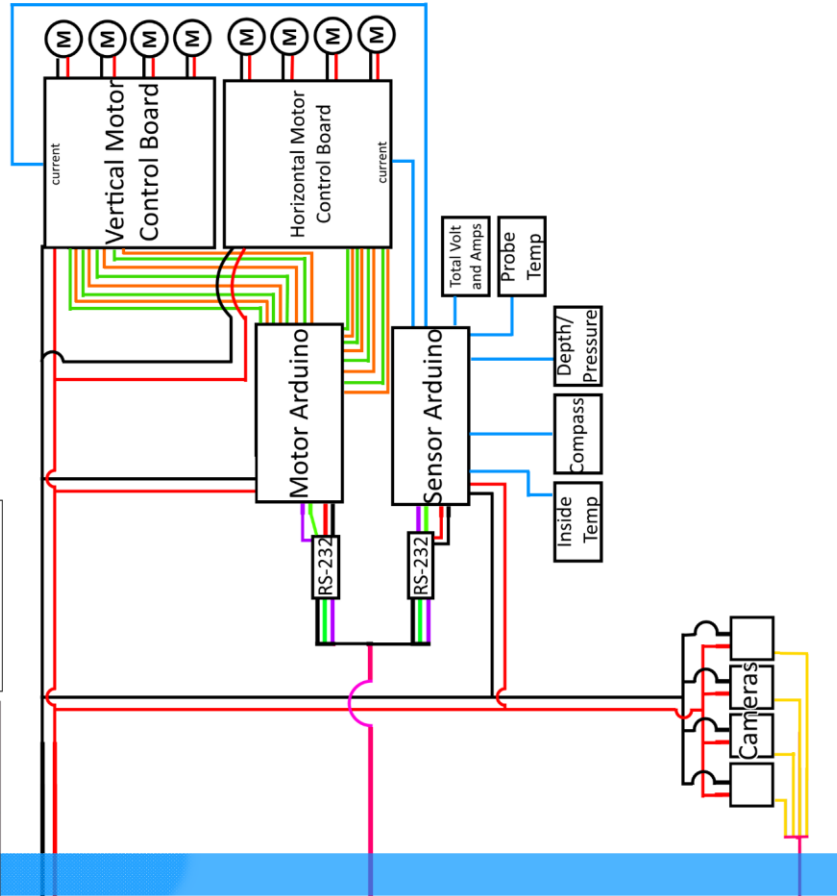 M
M
M
M
M
M
M
M
Vertical Motor
Control Board
current
Horizontal Motor
Control Board
current
Total Volt
and Amps
Probe
Temp
Motor Arduino
Sensor Arduino
Depth/
Pressure
Compass
Inside
Temp
RS-232
RS-232
Cameras